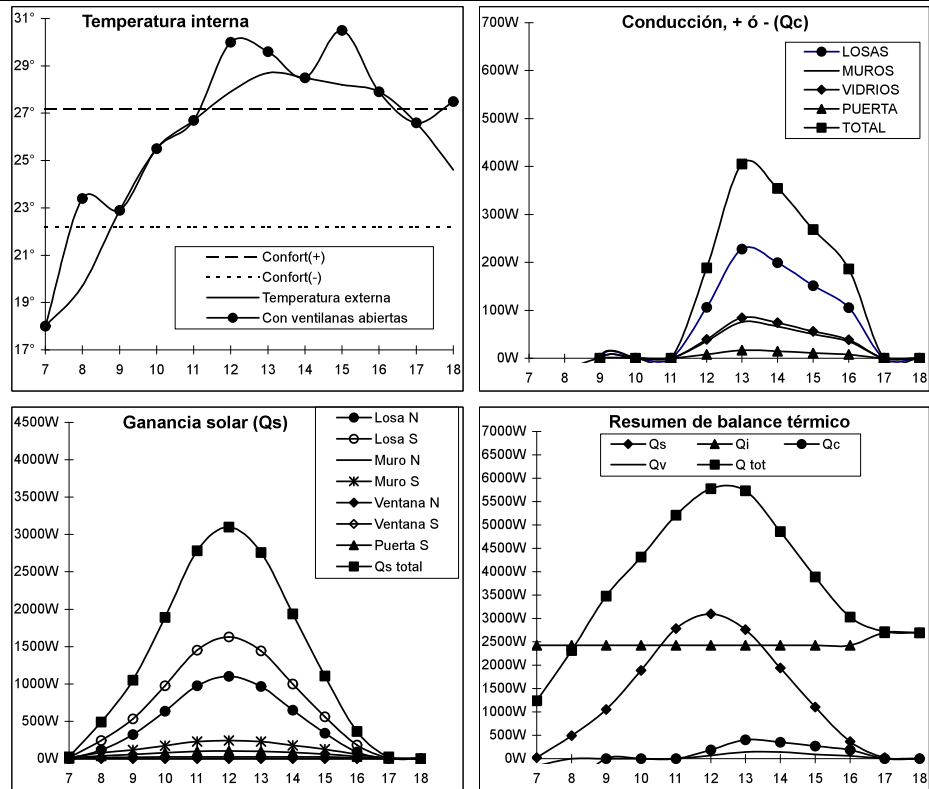 Temperatura interna
31°
29°
27°
25°
23°
21°
19°
17°
Confort(+)
Confort(-)
Temperatura externa
Con ventilanas abiertas
7 8 9 10 11 12 13 14 15 16 17 18
Conducción, + ó - (Qc)
700W
600W
500W
400W
300W
200W
100W
0W
LOSAS
MUROS
VIDRIOS
PUERTA
TOTAL
7 8 9 10 11 12 13 14 15 16 17 18
Ganancia solar (Qs)
4500W
4000W
3500W
3000W
2500W
2000W
1500W
1000W
500W
0W
Losa N
Losa S
Muro N
Muro S
Ventana N
Ventana S
Puerta S
Qs total
7 8 9 10 11 12 13 14 15 16 17 18
Resumen de balance térmico
7000W
6500W
6000W
5500W
5000W
4500W
4000W
3500W
3000W
2500W
2000W
1500W
1000W
500W
0W
Qs Qi Qc
Qv Q tot
7 8 9 10 11 12 13 14 15 16 17 18